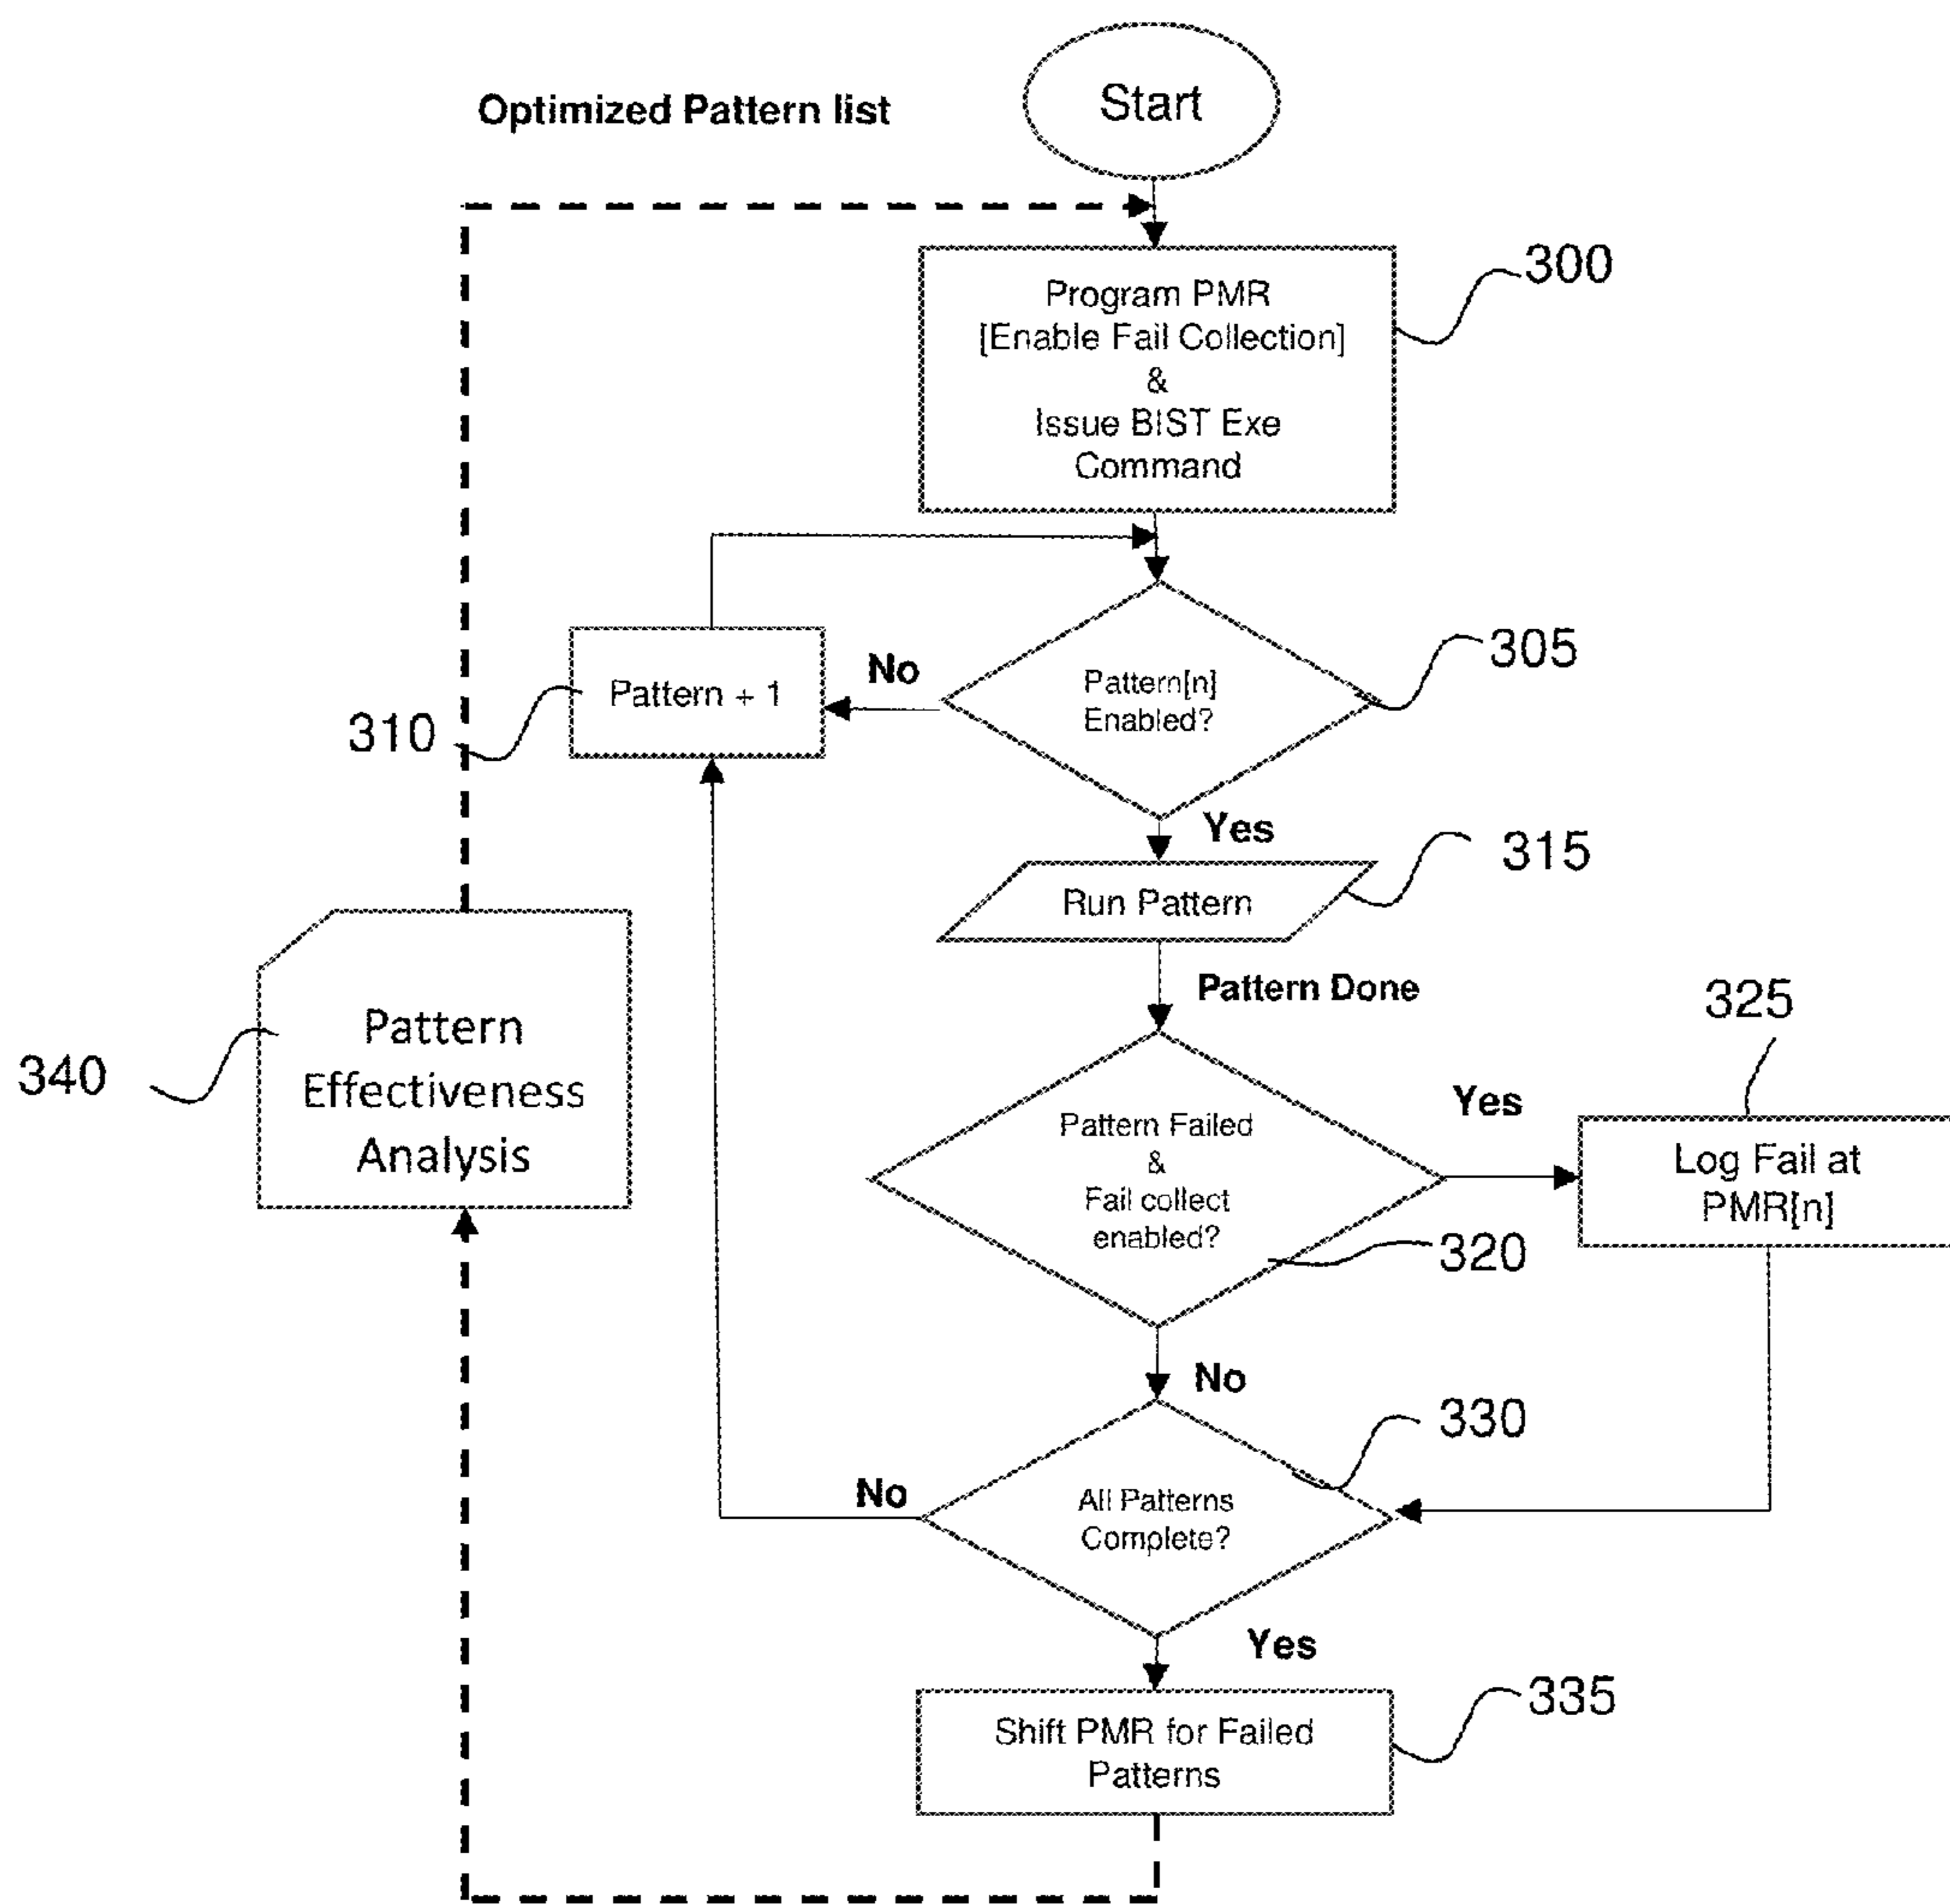 Optimized Pattern list
Start
300
Program PMR
[Enable Fail Collection]
&
Issue BIST Exe
Command
305
No
Pattern + 1
310
Pattern[n]
Enabled?
Yes
315
Run Pattern
Pattern Done
325
340
Pattern
Effectiveness
Analysis
Yes
Pattern Failed
&
Fail collect
enabled?
Log Fail at
PMR[n]
320
No
330
No
All Patterns
Complete?
Yes
335
Shift PMR for Failed
Patterns